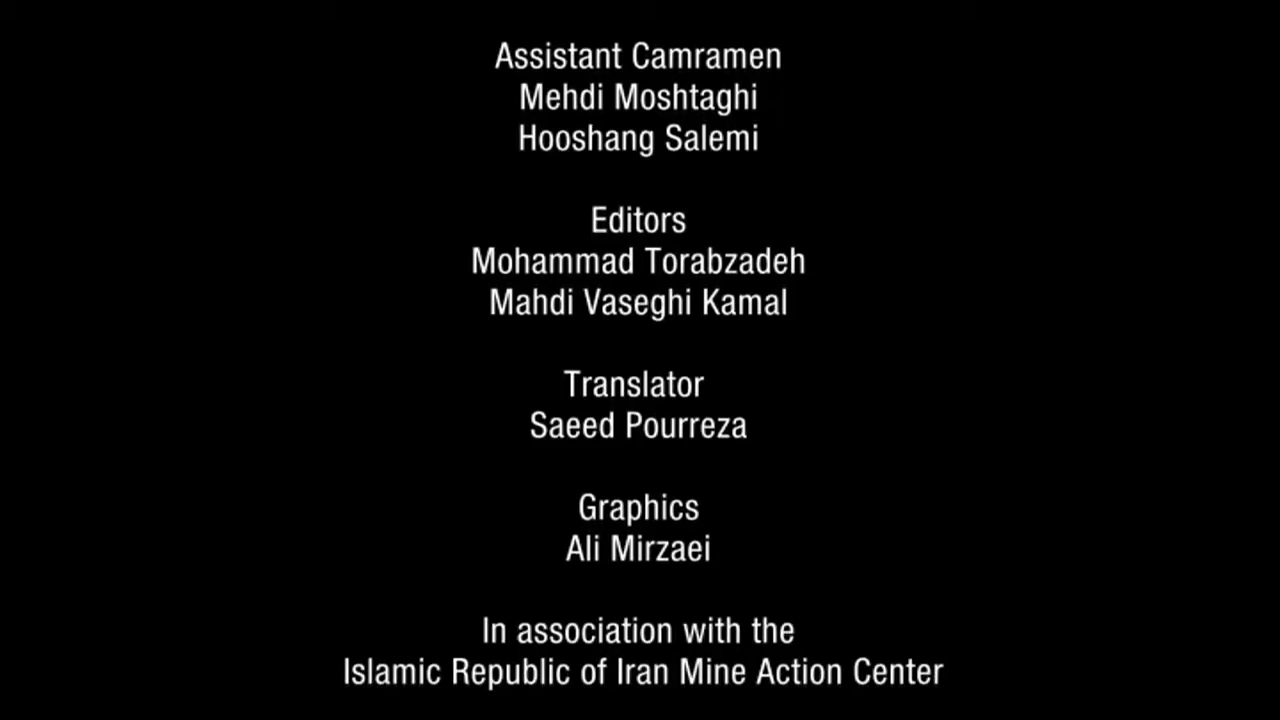 Assistant Camramen
Mehdi Moshtaghi
Hooshang Salemi
Editors
Mohammad Torabzadeh
Mahdi Vaseghi Kamal
Translator
Saeed Pourreza
Graphics
Ali Mirzaei
In association with the
Islamic Republic of Iran Mine Action Center